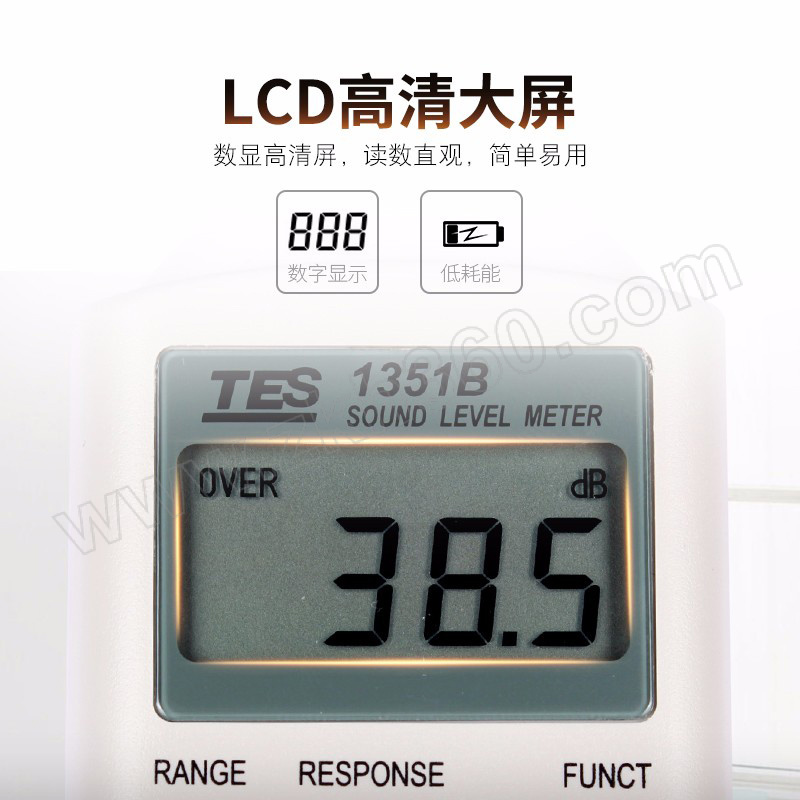 LCD高清大屏
数显高清屏，读数直观，简单易用
888
数字显示
低耗能
TES 1351B
SOUND LEVEL METER
OVER dB
38.5
RANGE RESPONSE FUNCT